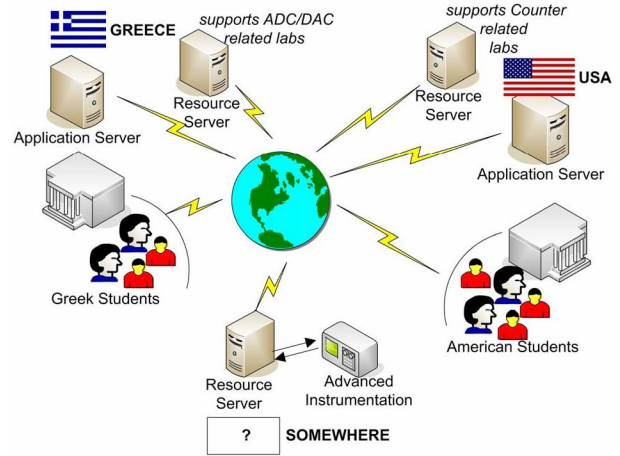 GREECE
supports ADC/DAC
related labs
Resource
Server
Application Server
supports Counter
related
labs
Resource
Server
USA
Application Server
Greek Students
American Students
Resource
Server
Advanced
Instrumentation
?
SOMEWHERE